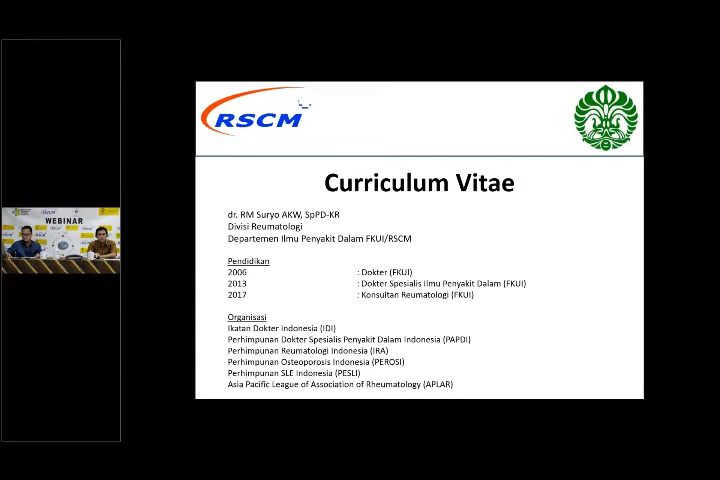 RSCM
Curriculum Vitae
dr. RM Suryo AKW, SpPD-KR
Divisi Reumatologi
Departemen Ilmu Penyakit Dalam FKUI/RSCM
Pendidikan
2006 : Dokter (FKUI)
2013 : Dokter Spesialis Ilmu Penyakit Dalam (FKUI)
2017 : Konsultan Reumatologi (FKUI)
Organisasi
Ikatan Dokter Indonesia (IDI)
Perhimpunan Dokter Spesialis Penyakit Dalam Indonesia (PAPDI)
Perhimpunan Reumatologi Indonesia (IRA)
Perhimpunan Osteoporosis Indonesia (PEROSI)
Perhimpunan SLE Indonesia (PESLI)
Asia Pacific League of Association of Rheumatology (APLAR)
WEBINAR